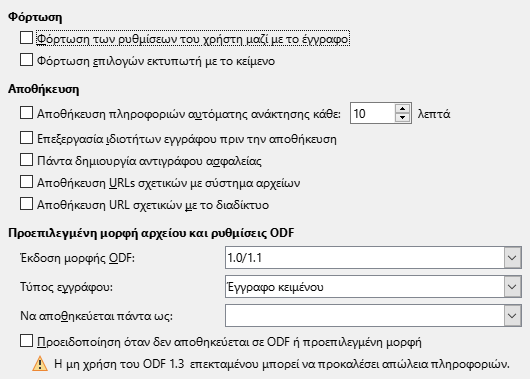 Φόρτωση
Φόρτωση των ρυθμίσεων του χρήστη μαζί με το έγγραφο
Φόρτωση επιλογών εκτυπωτή με το κείμενο
Αποθήκευση
Αποθήκευση πληροφοριών αυτόματης ανάκτησης κάθε: 10 λεπτά
Επεξεργασία ιδιοτήτων εγγράφου πριν την αποθήκευση
Πάντα δημιουργία αντιγράφου ασφαλείας
Αποθήκευση URLs σχετικών με σύστημα αρχείων
Αποθήκευση URL σχετικών με το διαδίκτυο
Προεπιλεγμένη μορφή αρχείου και ρυθμίσεις ODF
Έκδοση μορφής ODF: 1.0/1.1
Τύπος εγγράφου: Έγγραφο κειμένου
Να αποθηκεύεται πάντα ως:
Προειδοποίηση όταν δεν αποθηκεύεται σε ODF ή προεπιλεγμένη μορφή
Η μη χρήση του ODF 1.3 επεκταμένου μπορεί να προκαλέσει απώλεια πληροφοριών.